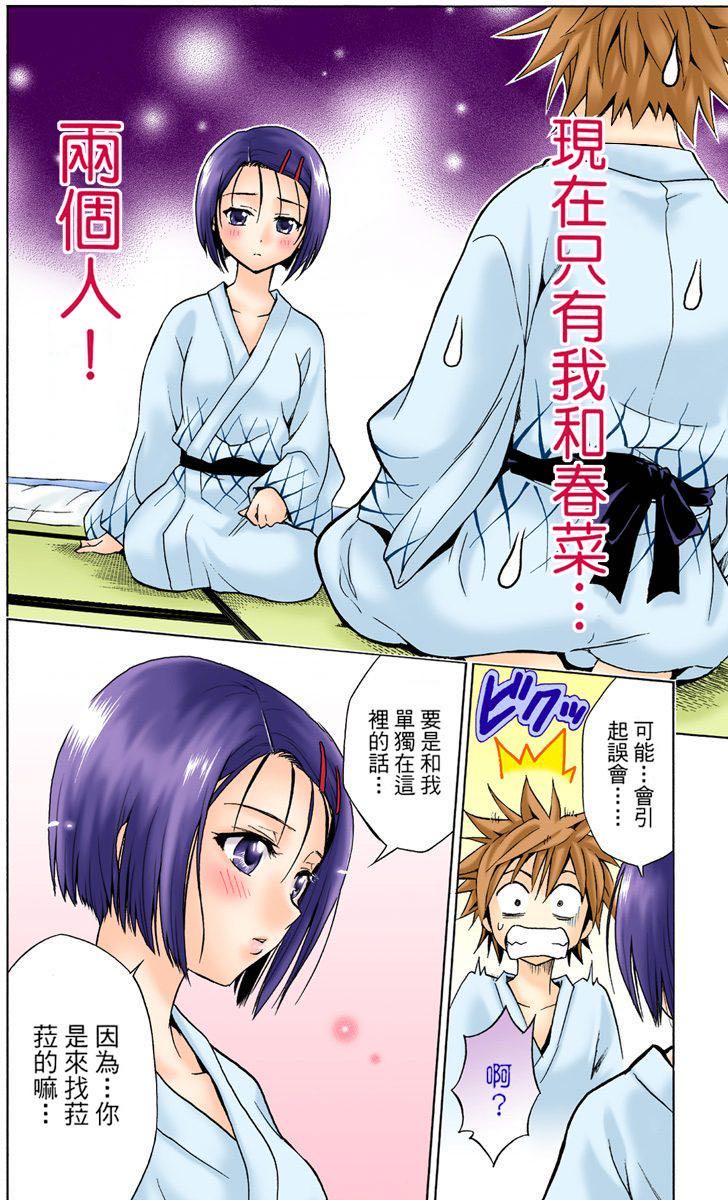 現在只有我和春菜…
兩個人！
可能…會引
起誤會……
ビクッ
啊？
要是和我
單獨在這
裡的話…
因為…你
是來找菈
菈的嘛…